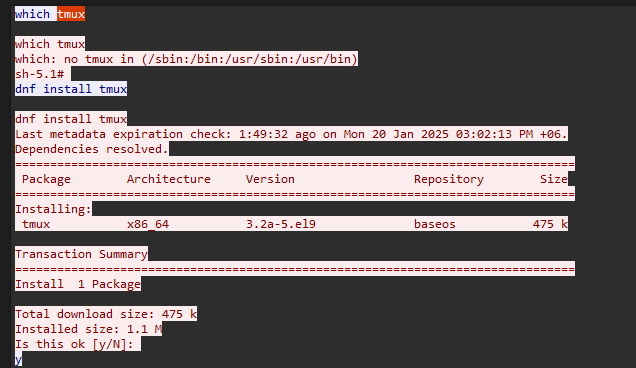 which tmux
which tmux
which: no tmux in (/sbin:/bin:/usr/sbin:/usr/bin)
sh-5.1#
dnf install tmux
dnf install tmux
Last metadata expiration check: 1:49:32 ago on Mon 20 Jan 2025 03:02:13 PM +06.
Dependencies resolved.
================================================================================
Package Architecture Version Repository Size
================================================================================
Installing:
tmux x86_64 3.2a-5.el9 baseos 475 k
Transaction Summary
================================================================================
Install 1 Package
Total download size: 475 k
Installed size: 1.1 M
Is this ok [y/N]:
y